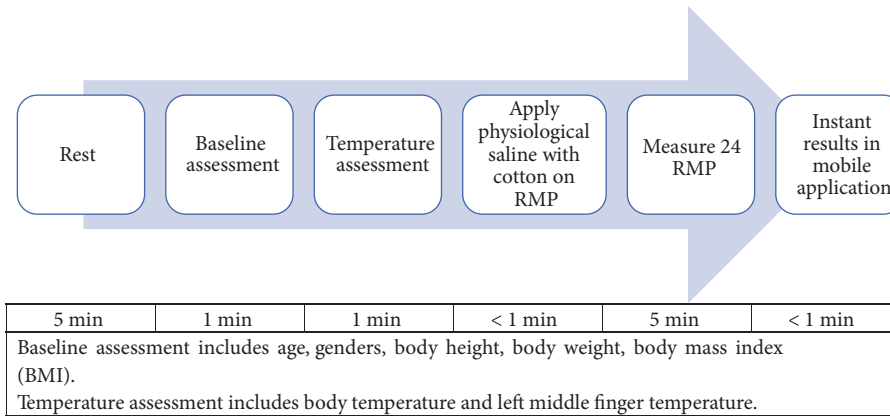 Rest
Baseline
assessment
Temperature
assessment
Apply
physiological
saline with
cotton on
RMP
Measure 24
RMP
Instant
results in
mobile
application
5 min
1 min
1 min
< 1 min
5 min
< 1 min
Baseline assessment includes age, genders, body height, body weight, body mass index
(BMI).
Temperature assessment includes body temperature and left middle finger temperature.